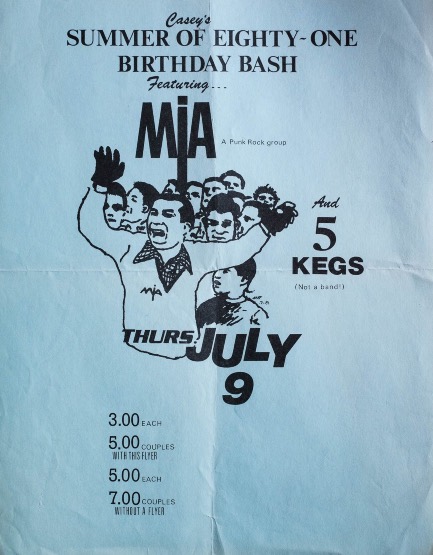 Casey's
SUMMER OF EIGHTY-ONE
BIRTHDAY BASH
Featuring...
MIA
A Punk Rock group
And
5
KEGS
(Not a band!)
MIA
THURS. JULY
9
3.00 EACH
5.00 COUPLES
WITH THIS FLYER
5.00 EACH
7.00 COUPLES
WITHOUT A FLYER